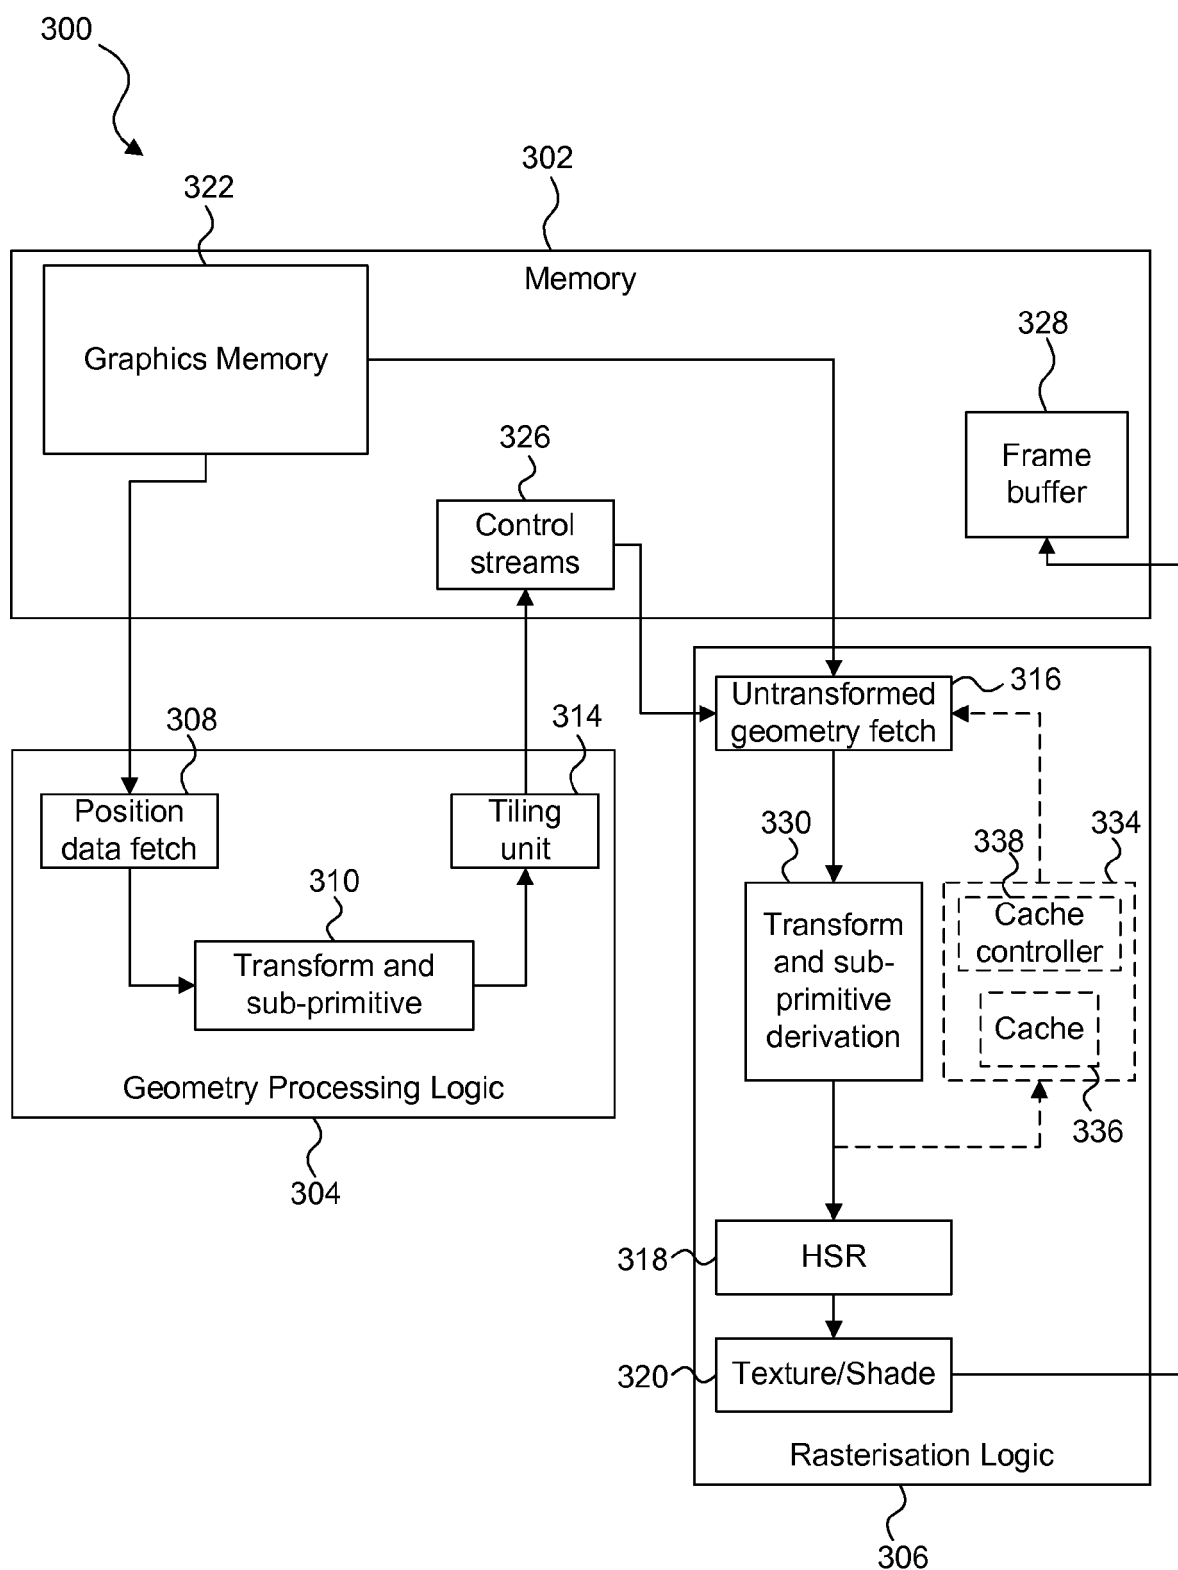 300
302
322
Memory
328
Graphics Memory
326
Frame
buffer
Control
streams
316
Untransformed
geometry fetch
308
314
Position
data fetch
Tiling
unit
330
334
338
310
Transform and
sub-primitive
Transform
and sub-
primitive
derivation
Cache
controller
Cache
336
Geometry Processing Logic
304
318
HSR
320
Texture/Shade
Rasterisation Logic
306